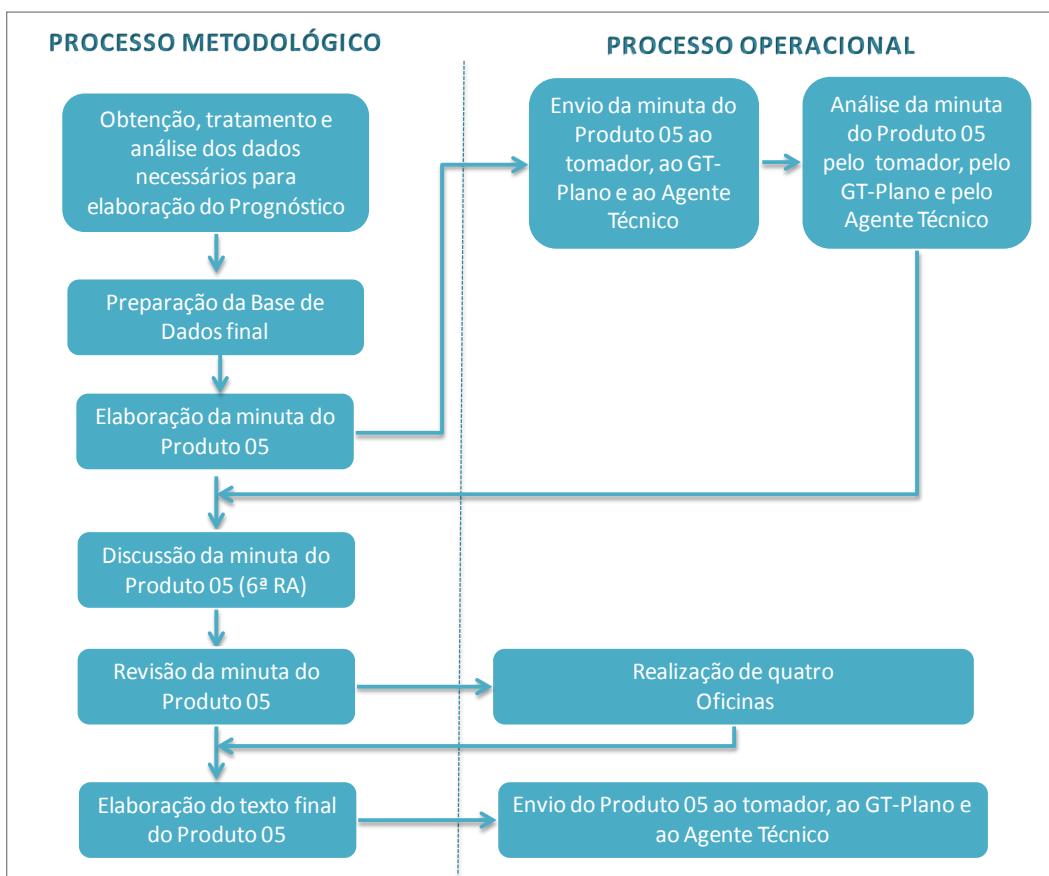 PROCESSO METODOLÓGICO
PROCESSO OPERACIONAL
Obtenção, tratamento e
análise dos dados
necessários para
elaboração do Prognóstico
Envio da minuta do
Produto 05 ao
tomador, ao GT-
Plano e ao Agente
Técnico
Análise da minuta
do Produto 05
pelo tomador, pelo
GT-Plano e pelo
Agente Técnico
Preparação da Base de
Dados final
Elaboração da minuta do
Produto 05
Discussão da minuta do
Produto 05 (6ª RA)
Revisão da minuta do
Produto 05
Realização de quatro
Oficinas
Elaboração do texto final
do Produto 05
Envio do Produto 05 ao tomador, ao GT-Plano e
ao Agente Técnico